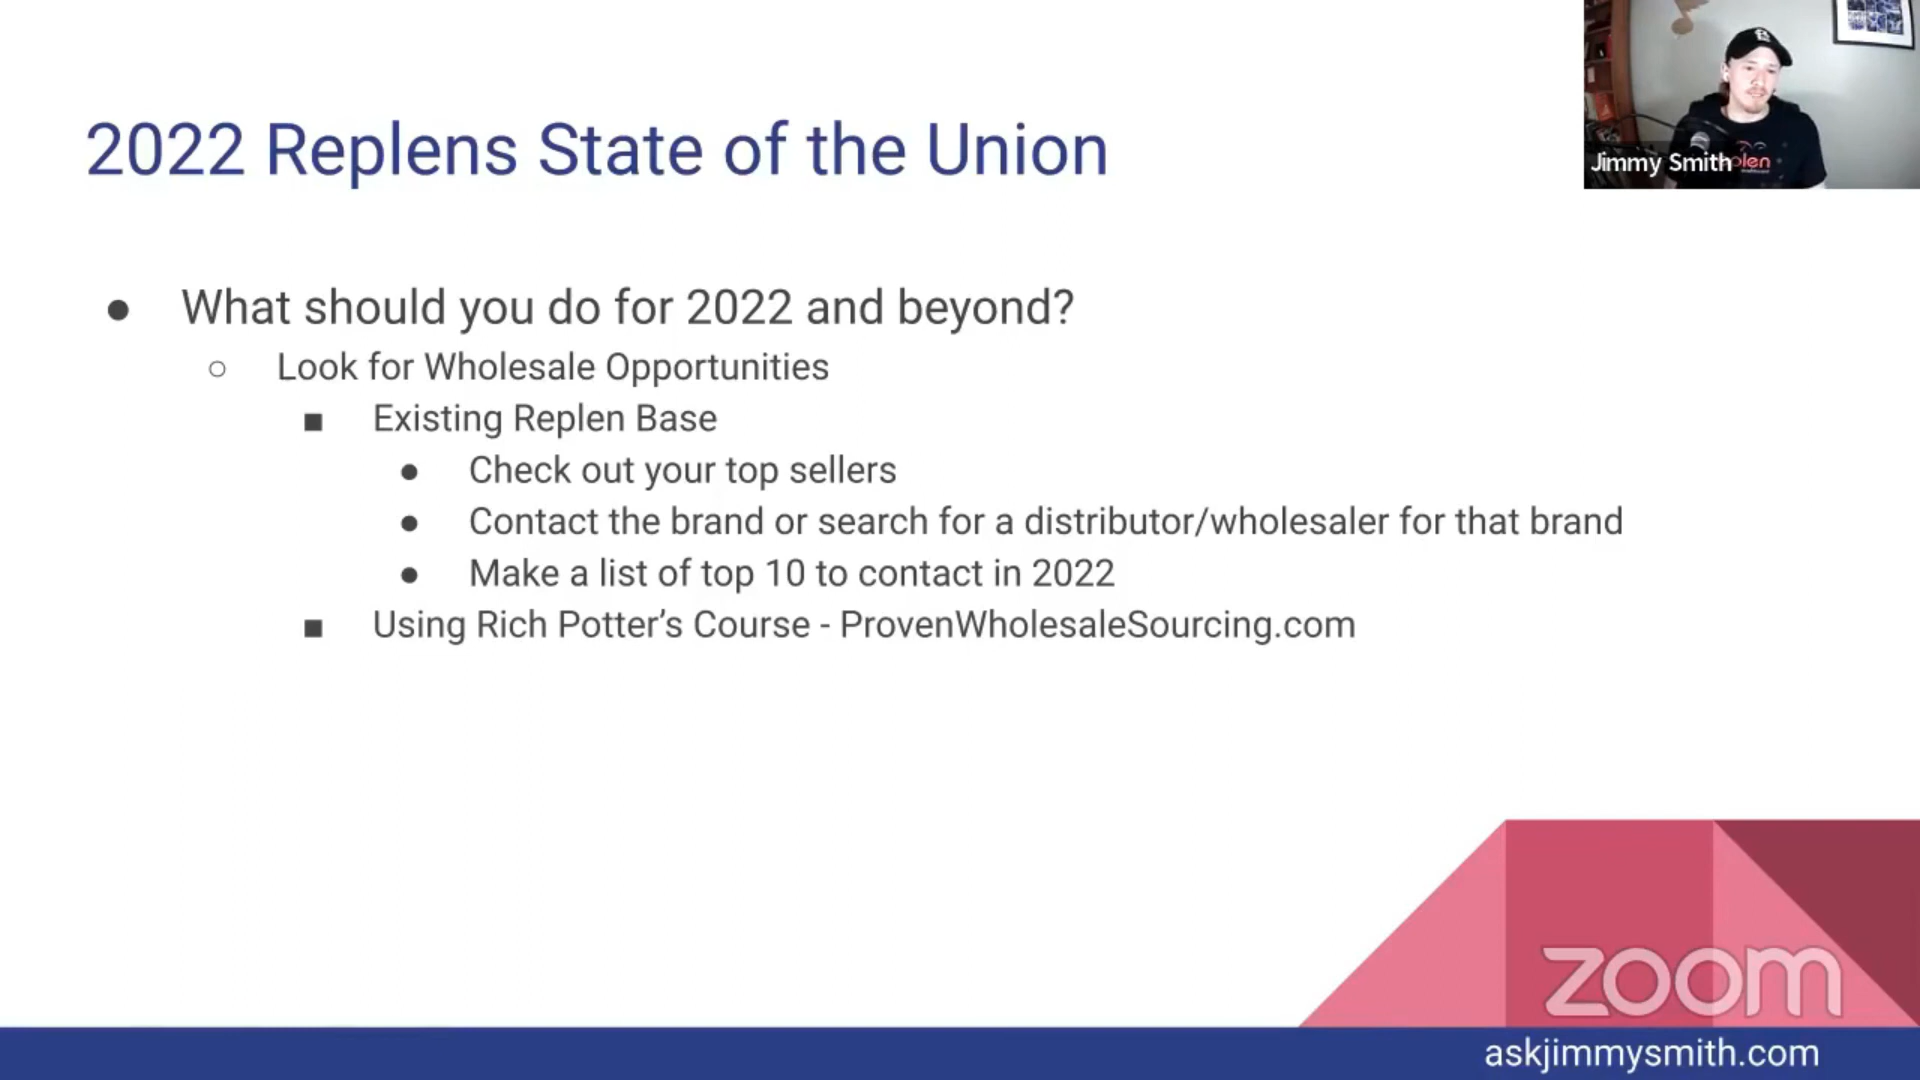 2022 Replens State of the Union
Jimmy Smith
plen
What should you do for 2022 and beyond?
Look for Wholesale Opportunities
Existing Replen Base
Check out your top sellers
Contact the brand or search for a distributor/wholesaler for that brand
Make a list of top 10 to contact in 2022
Using Rich Potter’s Course - ProvenWholesaleSourcing.com
zoom
askjimmysmith.com